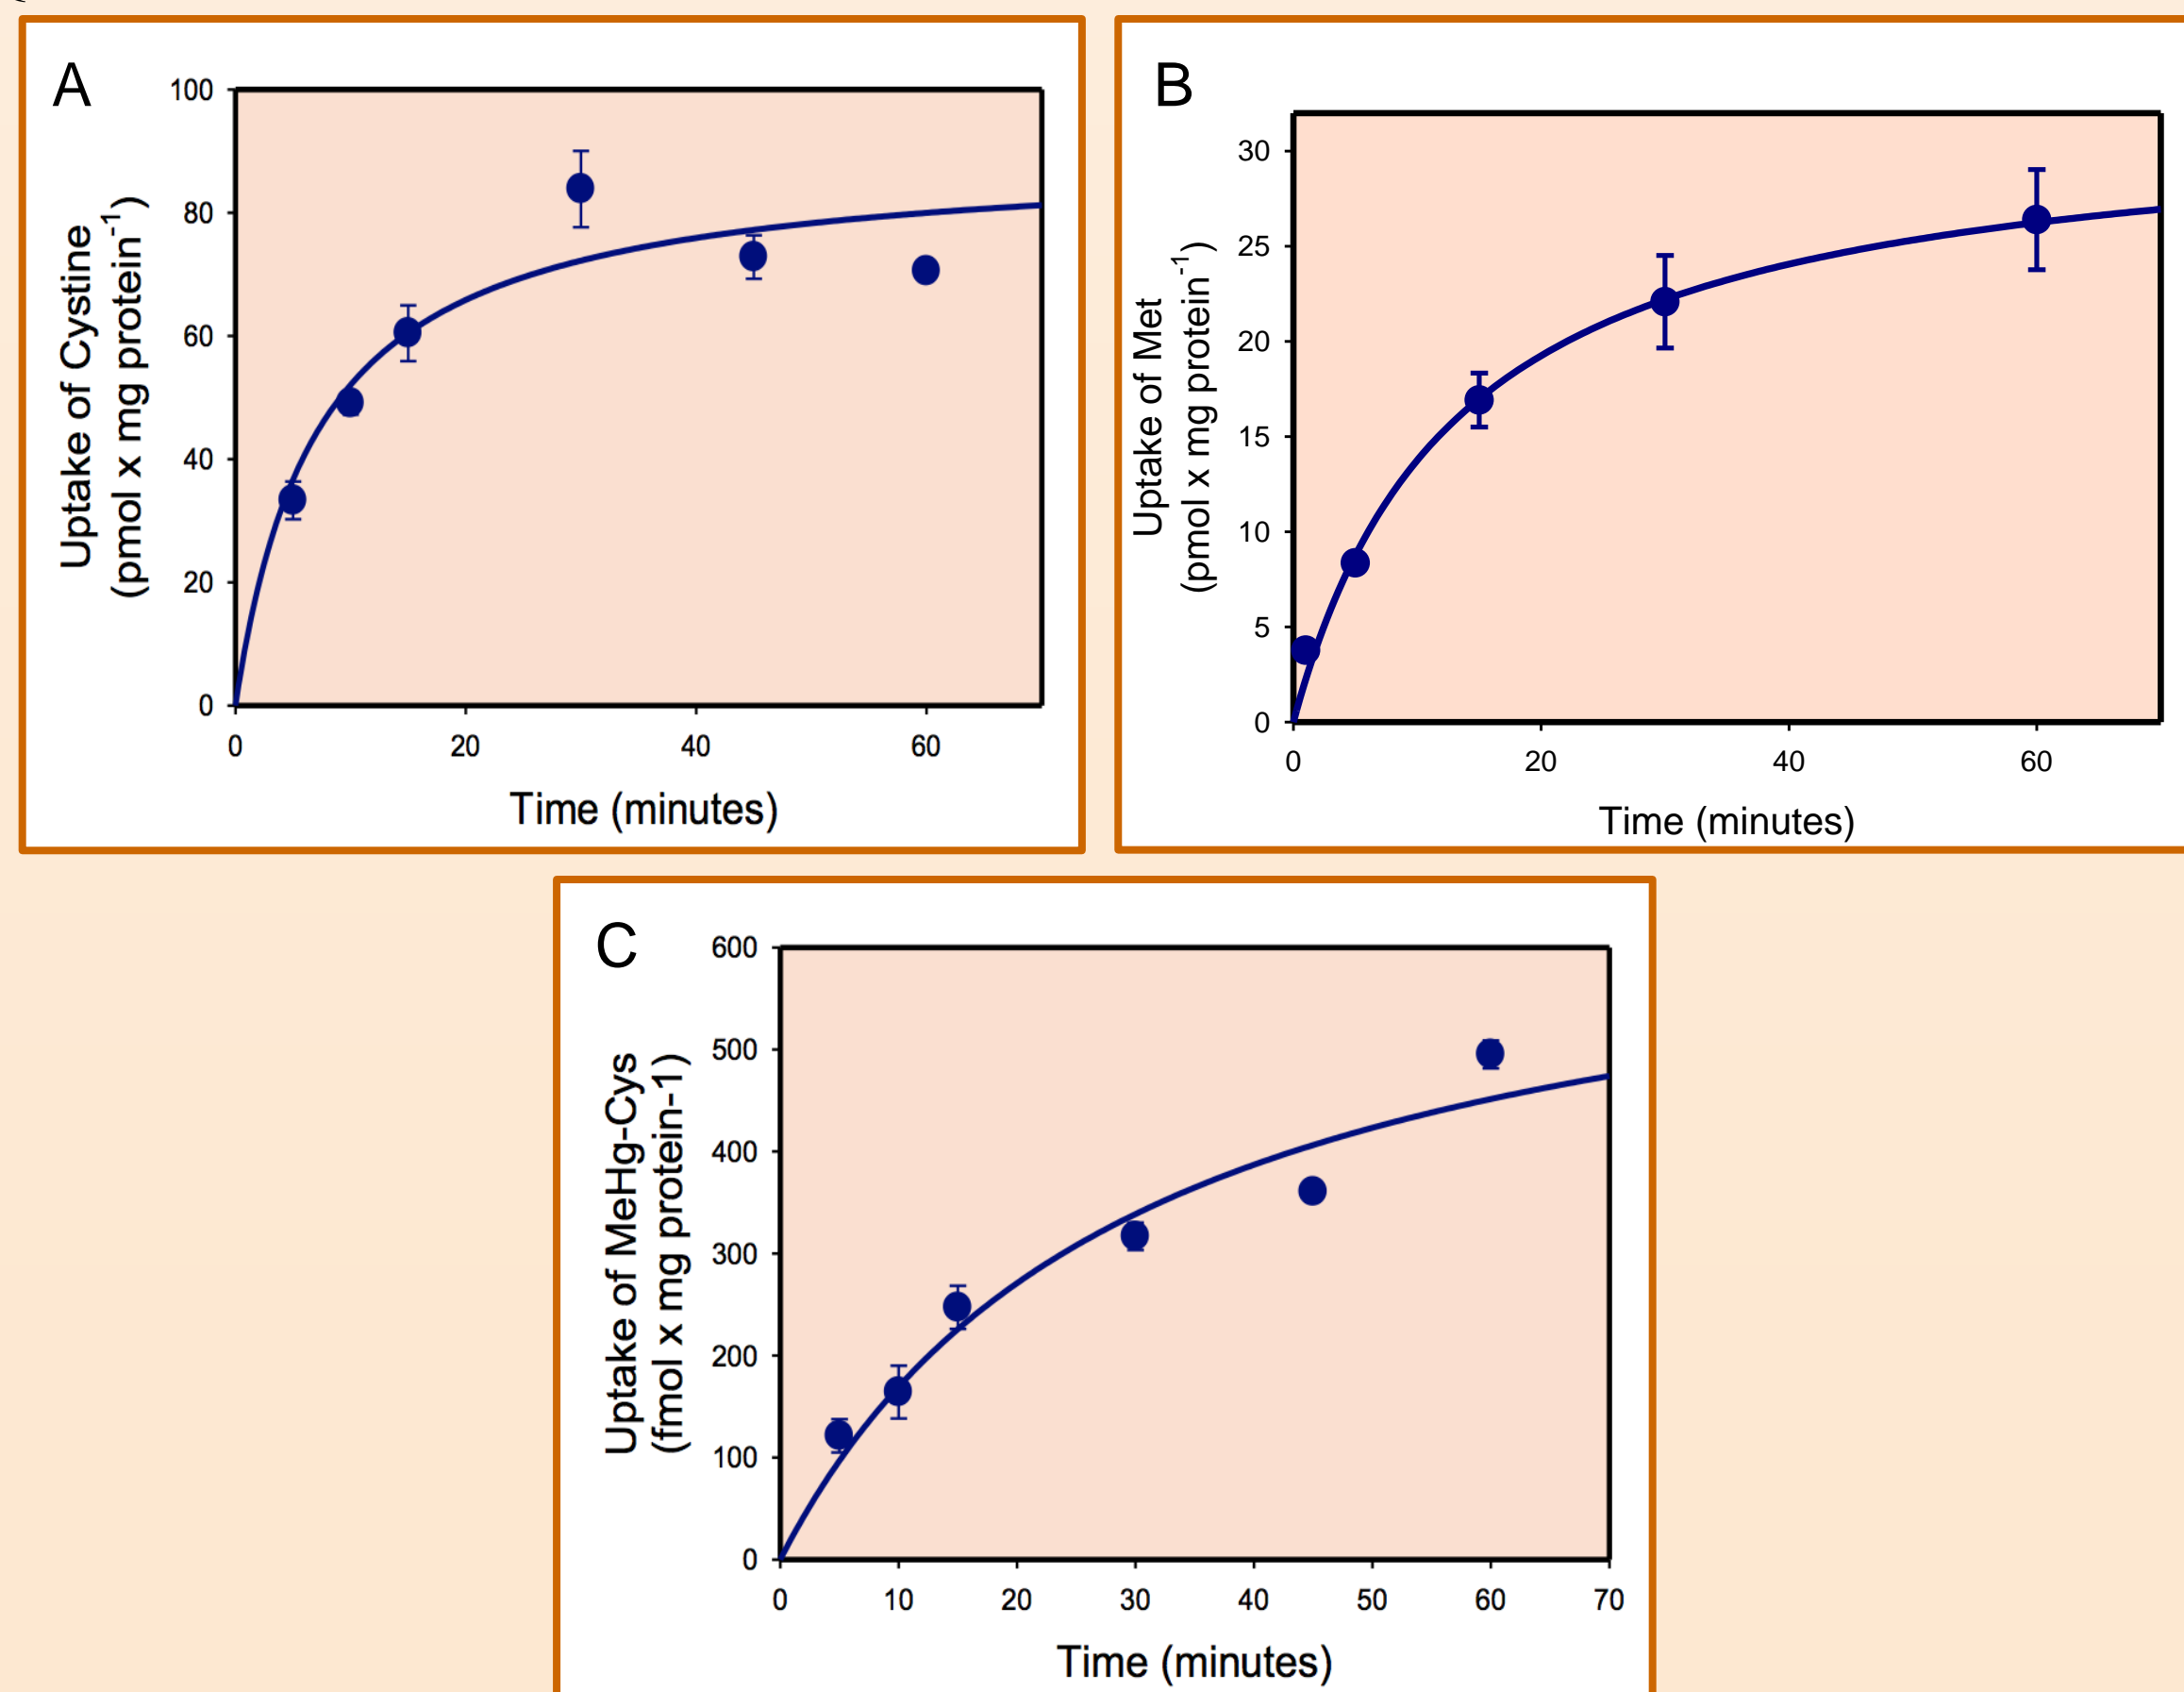 A
100
80
60
40
20
0
0 20 40 60
Time (minutes)
Uptake of Cystine
(pmol x mg protein-1)
B
30
25
20
15
10
5
0
0 20 40 60
Time (minutes)
Uptake of Met
(pmol x mg protein-1)
C
600
500
400
300
200
100
0
0 10 20 30 40 50 60 70
Time (minutes)
Uptake of MeHg-Cys
(fmol x mg protein-1)